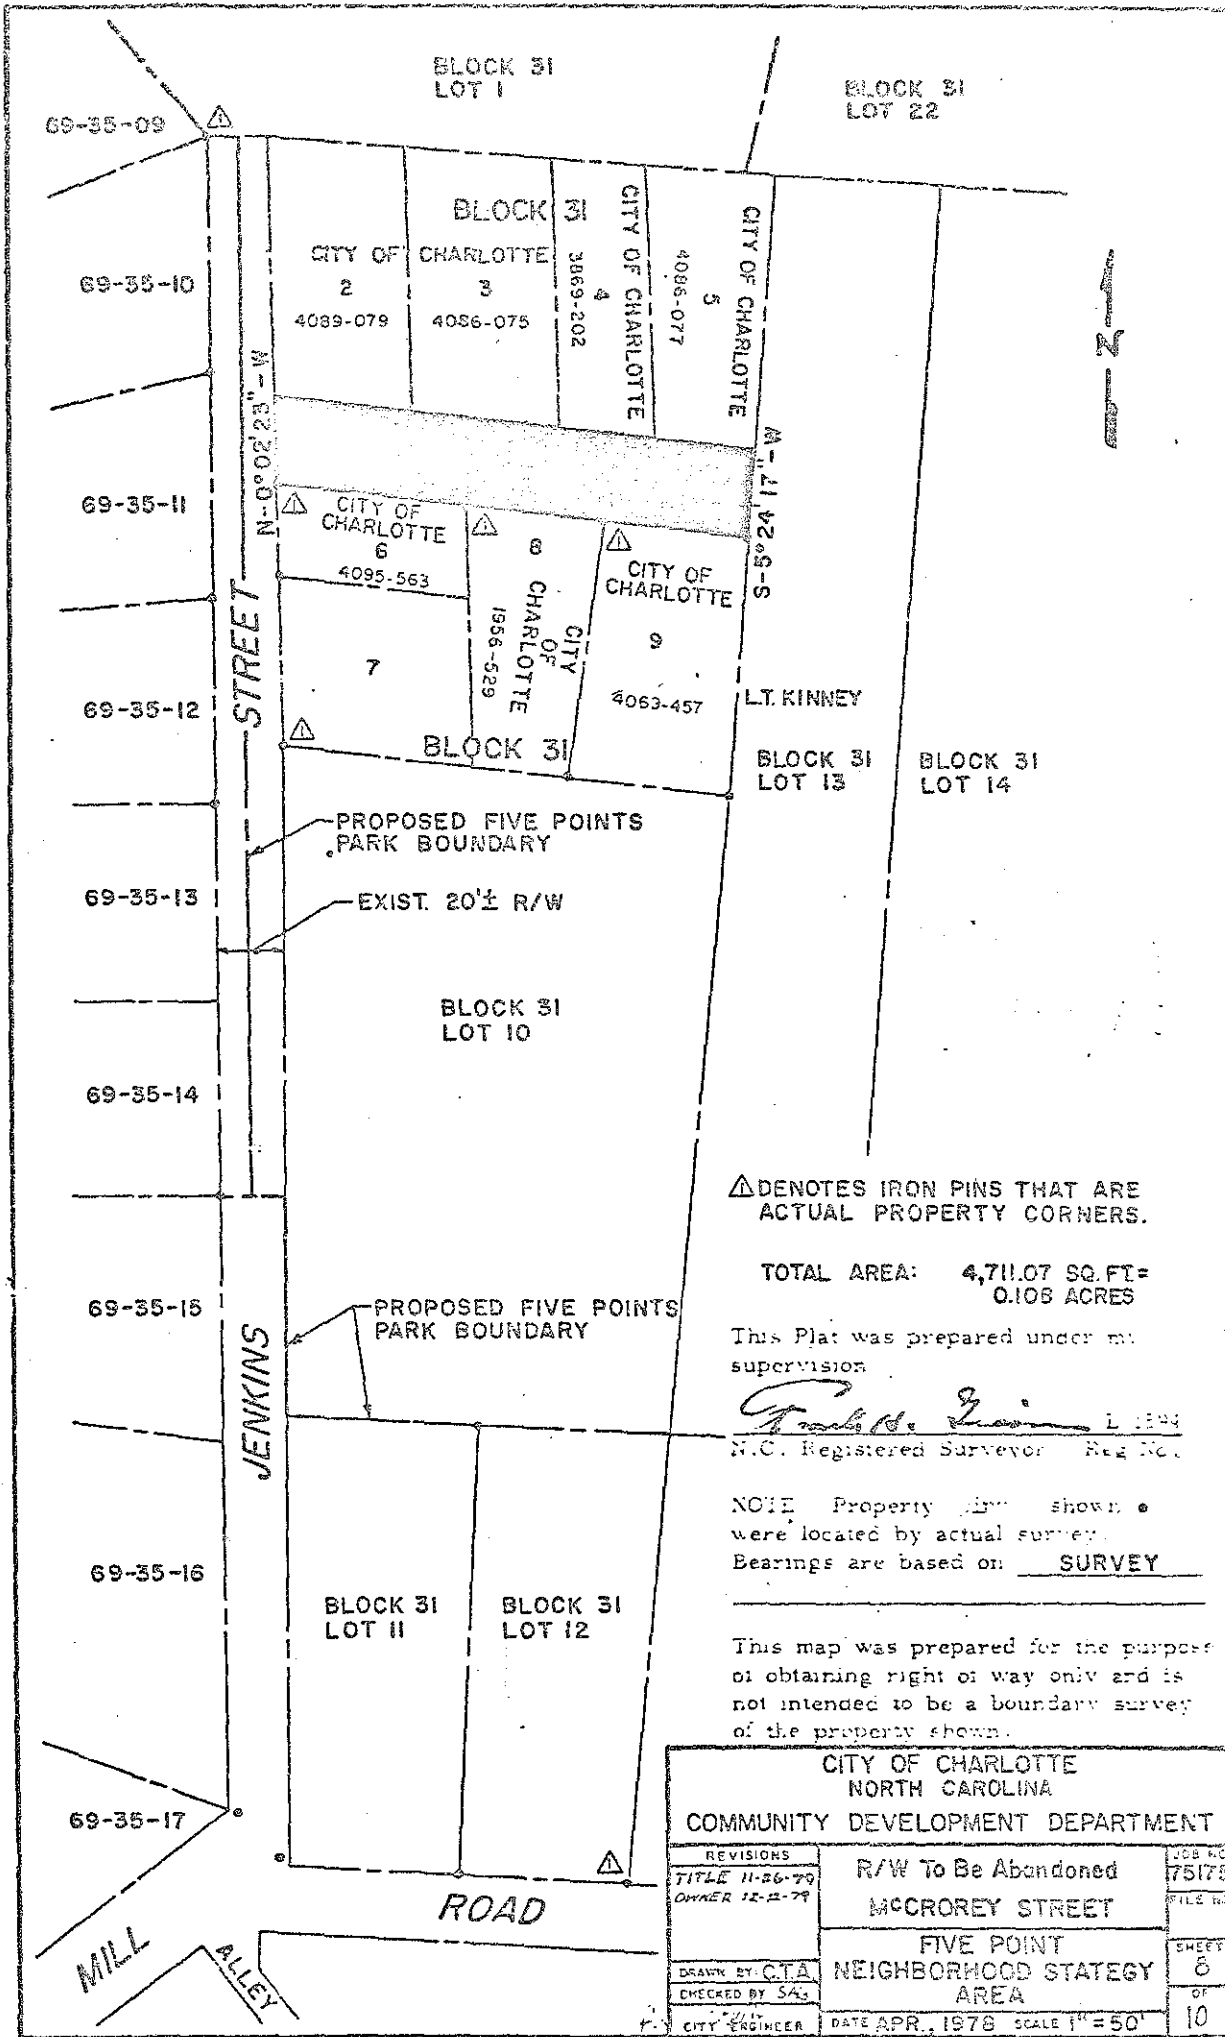 BLOCK 31
LOT 1
BLOCK 31
LOT 22
69-35-09
BLOCK 31
CITY OF CHARLOTTE
2
4089-079
3
4086-075
CITY OF CHARLOTTE
4
3869-202
CITY OF CHARLOTTE
5
4086-077
69-35-10
N
N-0°02'23"-W
S-5°24'17"-W
69-35-11
CITY OF
CHARLOTTE
6
4095-563
8
CITY
OF
CHARLOTTE
1956-529
CITY OF
CHARLOTTE
9
4063-457
STREET
7
69-35-12
L.T. KINNEY
BLOCK 31
BLOCK 31
LOT 13
BLOCK 31
LOT 14
PROPOSED FIVE POINTS
PARK BOUNDARY
69-35-13
EXIST. 20'± R/W
BLOCK 31
LOT 10
69-35-14
DENOTES IRON PINS THAT ARE
ACTUAL PROPERTY CORNERS.
TOTAL AREA: 4,711.07 SQ. FT=
0.108 ACRES
69-35-15
PROPOSED FIVE POINTS
PARK BOUNDARY
JENKINS
This Plat was prepared under
supervision
N.C. Registered Surveyor Reg No.
NOTE Property shown
were located by actual survey.
Bearings are based on SURVEY
69-35-16
BLOCK 31
LOT 11
BLOCK 31
LOT 12
This map was prepared for the purpose
of obtaining right of way only and is
not intended to be a boundary survey
of the property shown.
69-35-17
ROAD
MILL
ALLEY
CITY OF CHARLOTTE
NORTH CAROLINA
COMMUNITY DEVELOPMENT DEPARTMENT
REVISIONS
TITLE 11-26-79
OWNER 12-12-79
R/W To Be Abandoned
McCROREY STREET
JOB NO
75175
FILE NO
FIVE POINT
NEIGHBORHOOD STATEGY
AREA
SHEET
8
OF
10
DRAWN BY: C.T.A.
CHECKED BY
CITY ENGINEER
DATE APR., 1978 SCALE 1"=50'